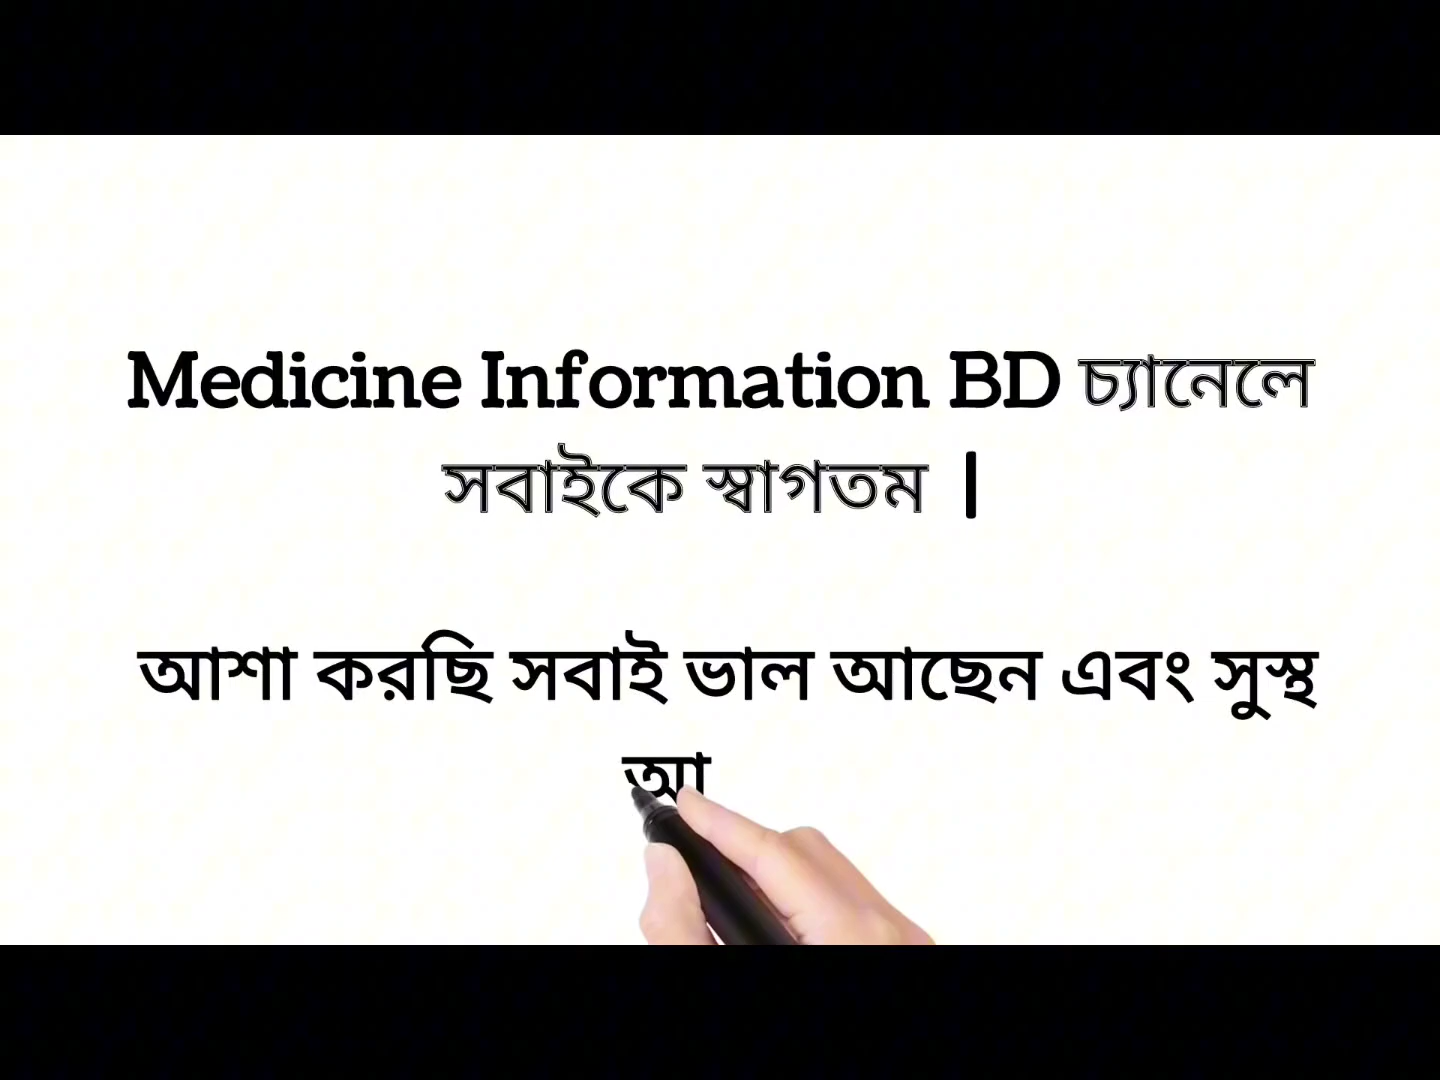 Medicine Information BD চ্যানেলে
সবাইকে স্বাগতম |
আশা করছি সবাই ভাল আছেন এবং সুস্থ
আ